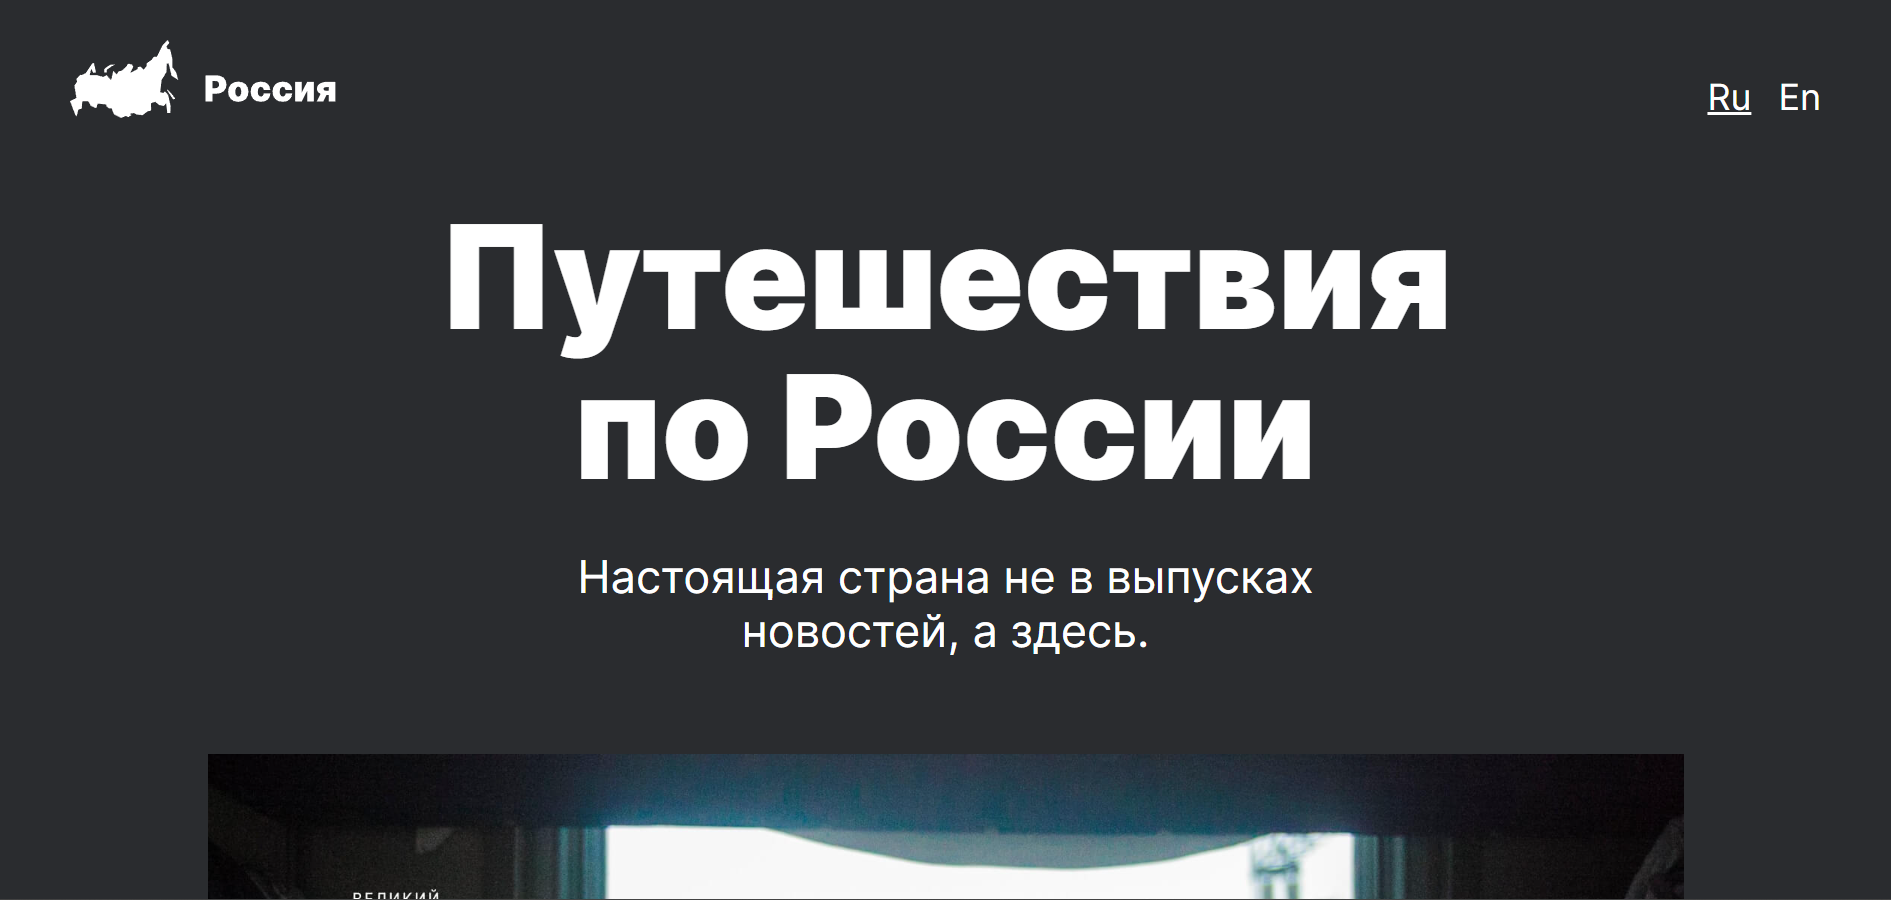 Россия
Ru En
Путешествия
по России
Настоящая страна не в выпусках
новостей, а здесь.
ВЕЛИКИЙ